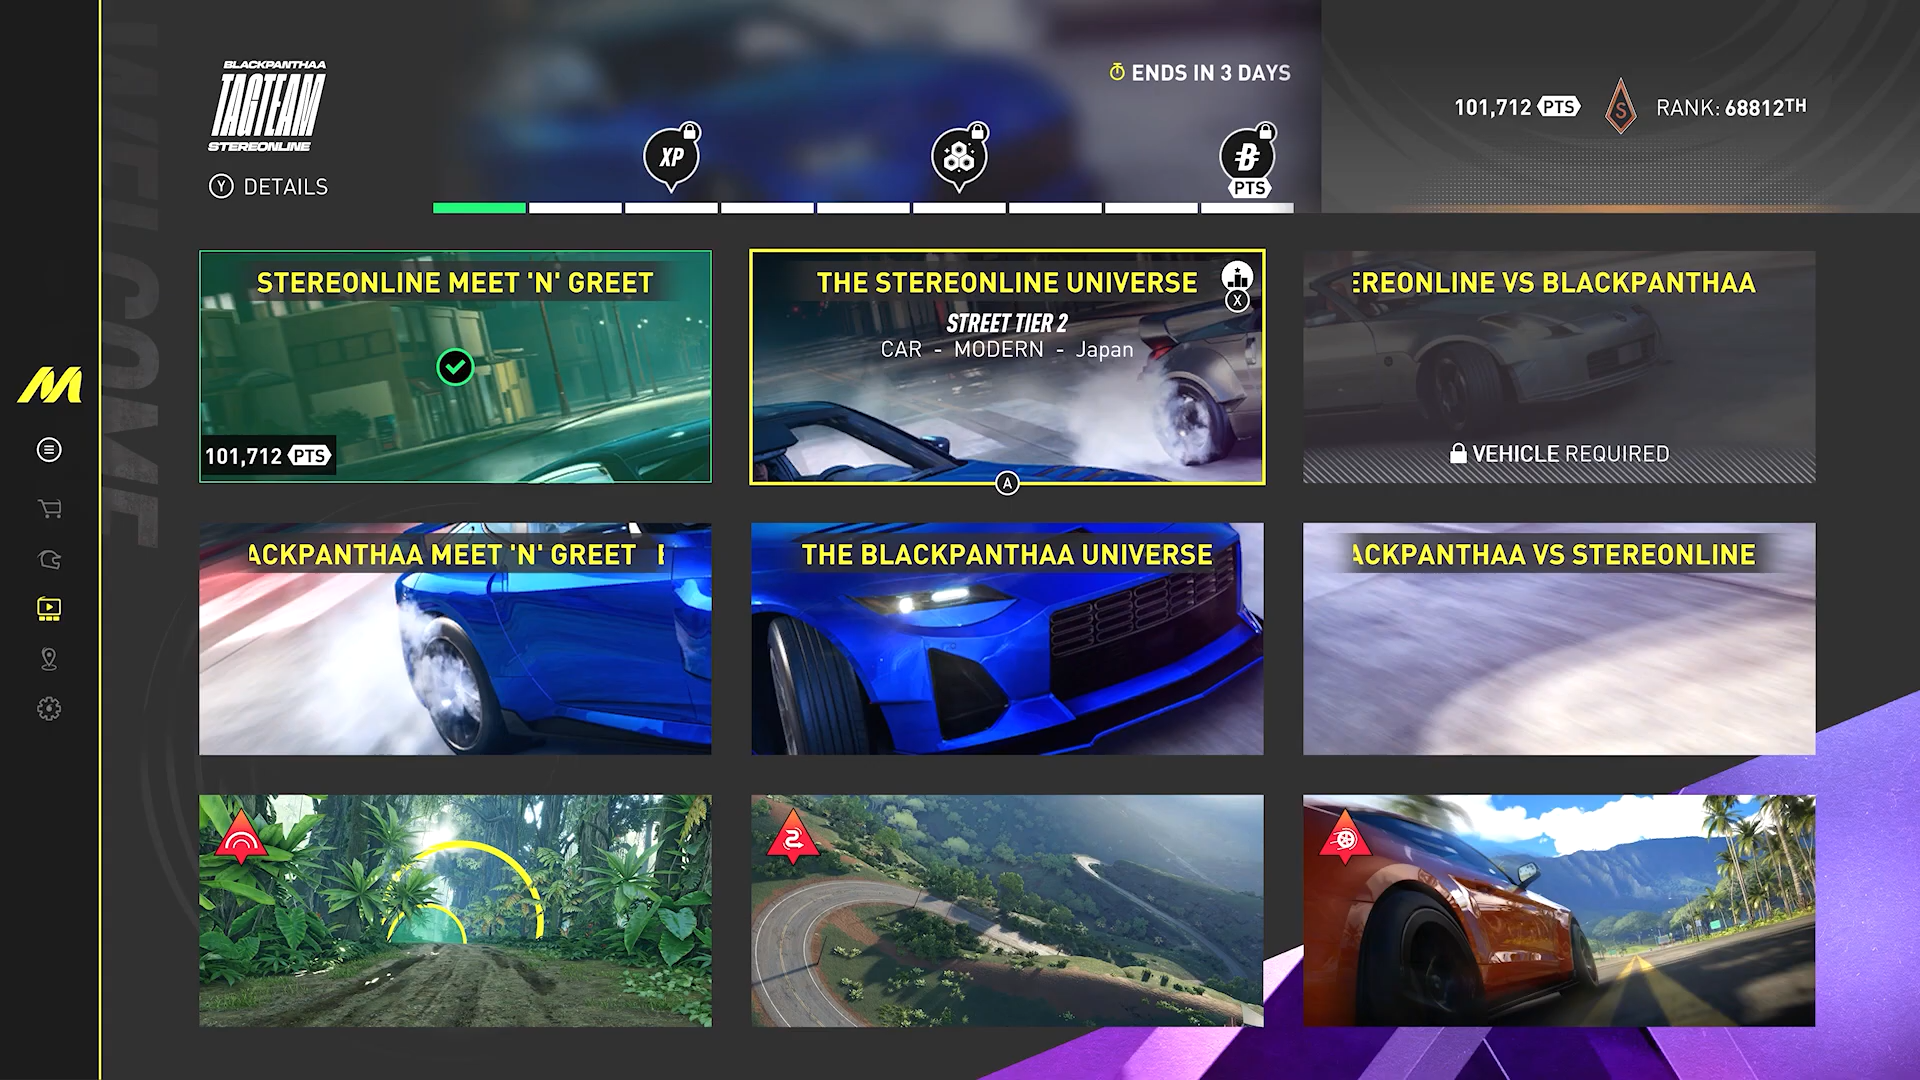 BLACKPANTHAA
TAGTEAM
STEREONLINE
Y DETAILS
ENDS IN 3 DAYS
XP
PTS
101,712 PTS
S
RANK: 68812TH
WELCOME
STEREONLINE MEET 'N' GREET
101,712 PTS
THE STEREONLINE UNIVERSE
X
STREET TIER 2
CAR - MODERN - Japan
A
EREONLINE VS BLACKPANTHAA
VEHICLE REQUIRED
ACKPANTHAA MEET 'N' GREET
THE BLACKPANTHAA UNIVERSE
ACKPANTHAA VS STEREONLINE